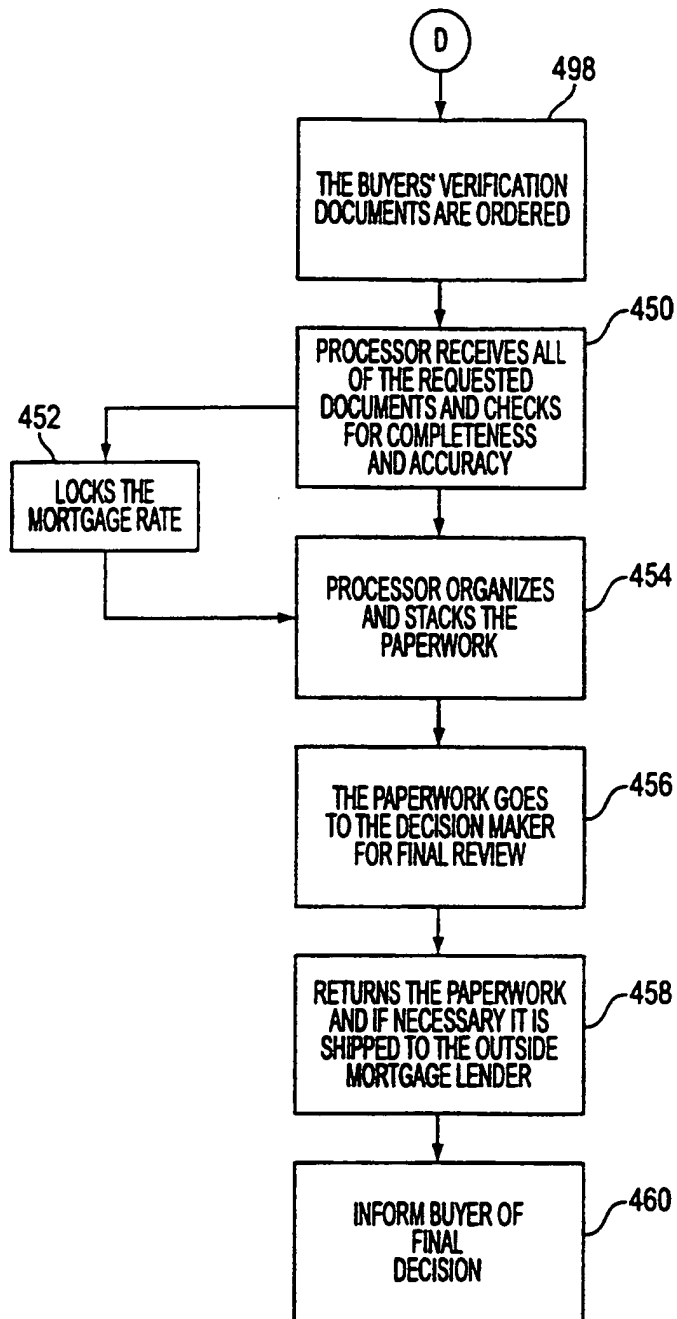 D
498
THE BUYERS' VERIFICATION
DOCUMENTS ARE ORDERED
450
PROCESSOR RECEIVES ALL
OF THE REQUESTED
DOCUMENTS AND CHECKS
FOR COMPLETENESS
AND ACCURACY
452
LOCKS THE
MORTGAGE RATE
454
PROCESSOR ORGANIZES
AND STACKS THE
PAPERWORK
456
THE PAPERWORK GOES
TO THE DECISION MAKER
FOR FINAL REVIEW
458
RETURNS THE PAPERWORK
AND IF NECESSARY IT IS
SHIPPED TO THE OUTSIDE
MORTGAGE LENDER
460
INFORM BUYER OF
FINAL
DECISION